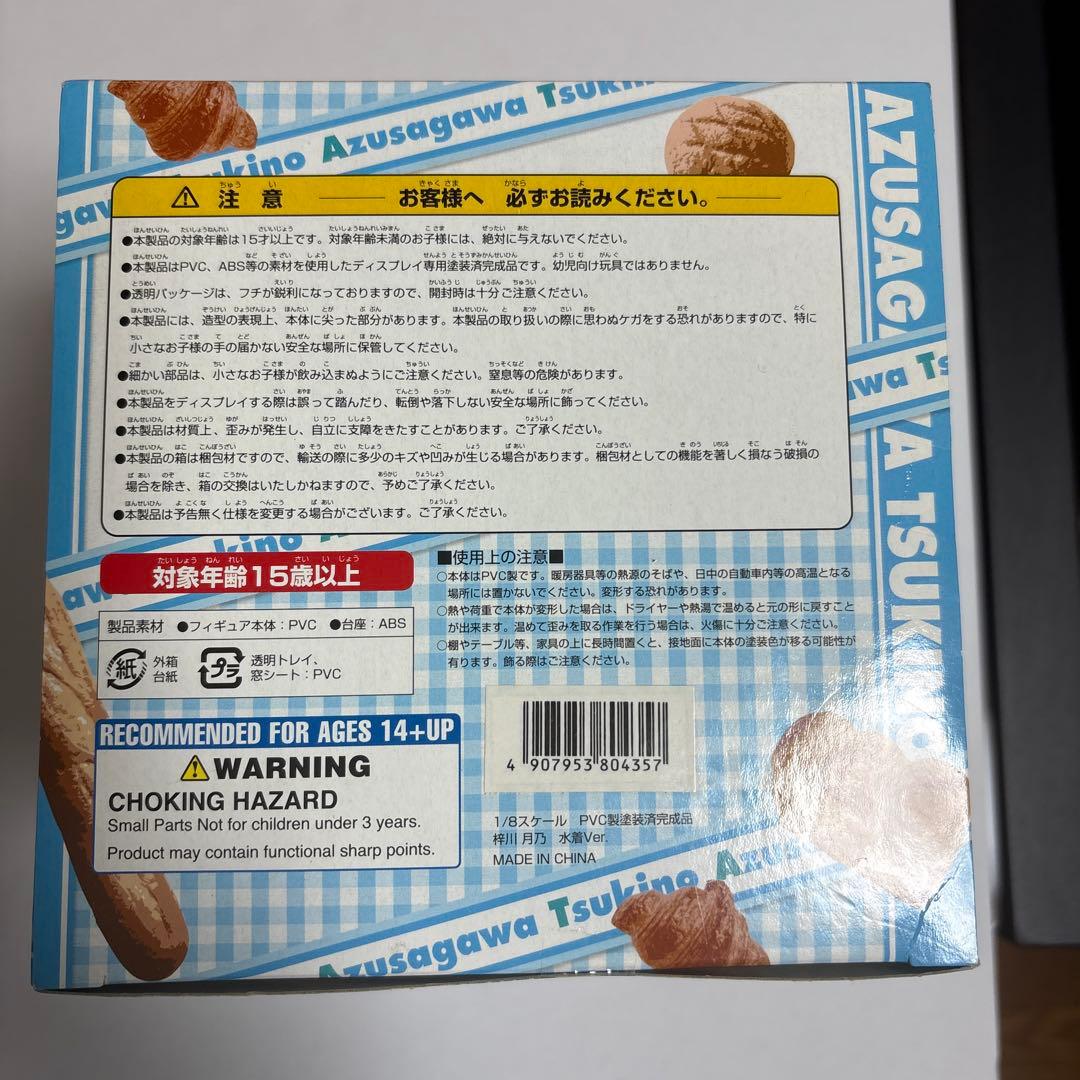 Tsukino Azusagawa Tsukino
AZUSAGAWA TSUKINO
注意 お客様へ 必ずお読みください。
●本製品の対象年齢は15才以上です。対象年齢未満のお子様には、絶対に与えないでください。
●本製品はPVC、ABS等の素材を使用したディスプレイ専用塗装済完成品です。幼児向け玩具ではありません。
●透明パッケージは、フチが鋭利になっておりますので、開封時は十分ご注意ください。
●本製品には、造型の表現上、本体に尖った部分があります。本製品の取り扱いの際に思わぬケガをする恐れがありますので、特に
小さなお子様の手の届かない安全な場所に保管してください。
●細かい部品は、小さなお子様が飲み込まぬようにご注意ください。窒息等の危険があります。
●本製品をディスプレイする際は誤って踏んだり、転倒や落下しない安全な場所に飾ってください。
●本製品は材質上、歪みが発生し、自立に支障をきたすことがあります。ご了承ください。
●本製品の箱は梱包材ですので、輸送の際に多少のキズや凹みが生じる場合があります。梱包材としての機能を著しく損なう破損の
場合を除き、箱の交換はいたしかねますので、予めご了承ください。
●本製品は予告無く仕様を変更する場合がございます。ご了承ください。
対象年齢15歳以上
製品素材 ●フィギュア本体：PVC ●台座：ABS
紙 外箱
台紙
プラ 透明トレイ、
窓シート：PVC
■使用上の注意■
○本体はPVC製です。暖房器具等の熱源のそばや、日中の自動車内等の高温となる
場所には置かないでください。変形する恐れがあります。
○熱や荷重で本体が変形した場合は、ドライヤーや熱湯で温めると元の形に戻すこと
が出来ます。温めて歪みを取る作業を行う場合は、火傷に十分ご注意ください。
○棚やテーブル等、家具の上に長時間置くと、接地面に本体の塗装色が移る可能性が
有ります。飾る際はご注意ください。
RECOMMENDED FOR AGES 14+UP
WARNING
CHOKING HAZARD
Small Parts Not for children under 3 years.
Product may contain functional sharp points.
4 907953 804357
1/8スケール PVC製塗装済完成品
梓川 月乃 水着Ver.
MADE IN CHINA
Azusagawa Tsukino Azu